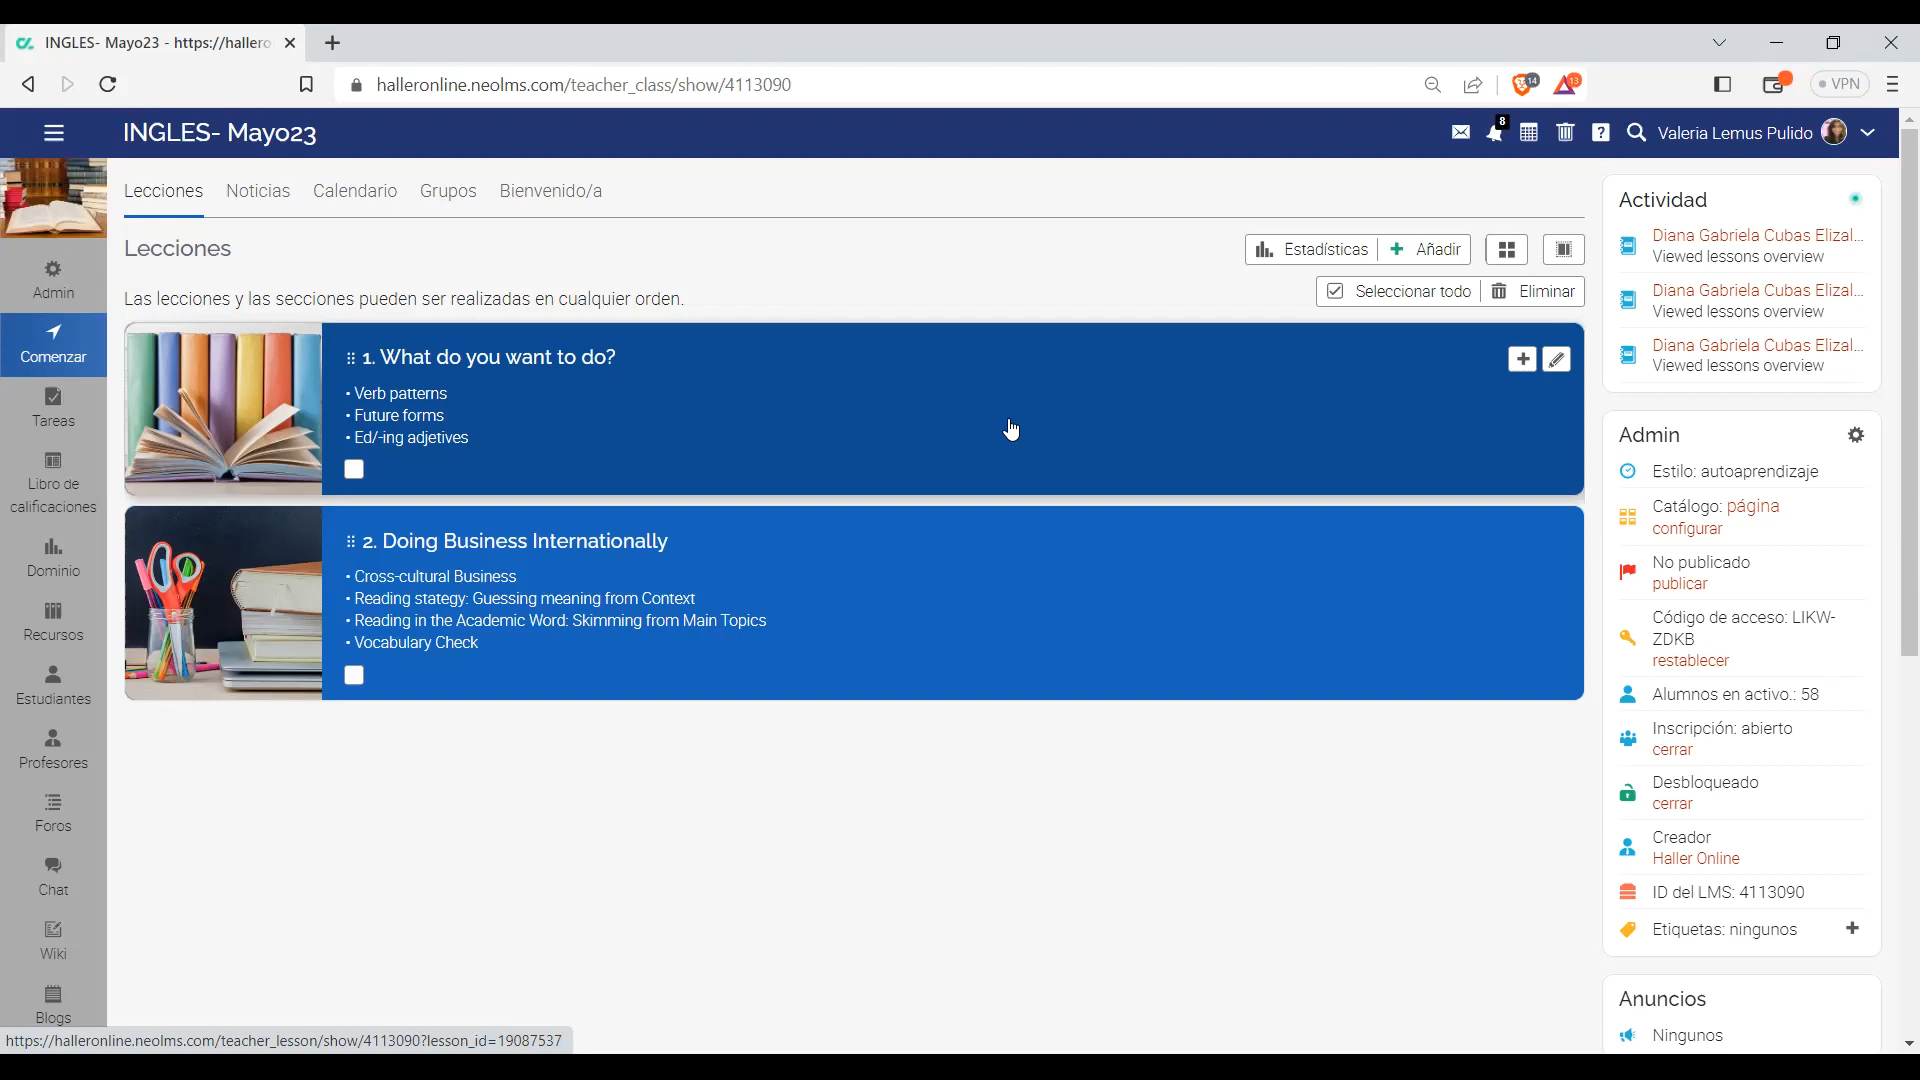 INGLES- Mayo23 - https://hallero
halleronline.neolms.com/teacher_class/show/4113090
14
13
VPN
INGLES- Mayo23
8
Valeria Lemus Pulido
Admin
Comenzar
Tareas
Libro de
calificaciones
Dominio
Recursos
Estudiantes
Profesores
Foros
Chat
Wiki
Blogs
Lecciones
Noticias
Calendario
Grupos
Bienvenido/a
Lecciones
Estadísticas
Añadir
Las lecciones y las secciones pueden ser realizadas en cualquier orden.
Seleccionar todo
Eliminar
1. What do you want to do?
• Verb patterns
• Future forms
• Ed/-ing adjetives
2. Doing Business Internationally
• Cross-cultural Business
• Reading stategy: Guessing meaning from Context
• Reading in the Academic Word: Skimming from Main Topics
• Vocabulary Check
Actividad
Diana Gabriela Cubas Elizal...
Viewed lessons overview
Diana Gabriela Cubas Elizal...
Viewed lessons overview
Diana Gabriela Cubas Elizal...
Viewed lessons overview
Admin
Estilo: autoaprendizaje
Catálogo: página
configurar
No publicado
publicar
Código de acceso: LIKW-
ZDKB
restablecer
Alumnos en activo.: 58
Inscripción: abierto
cerrar
Desbloqueado
cerrar
Creador
Haller Online
ID del LMS: 4113090
Etiquetas: ningunos
Anuncios
Ningunos
https://halleronline.neolms.com/teacher_lesson/show/4113090?lesson_id=19087537